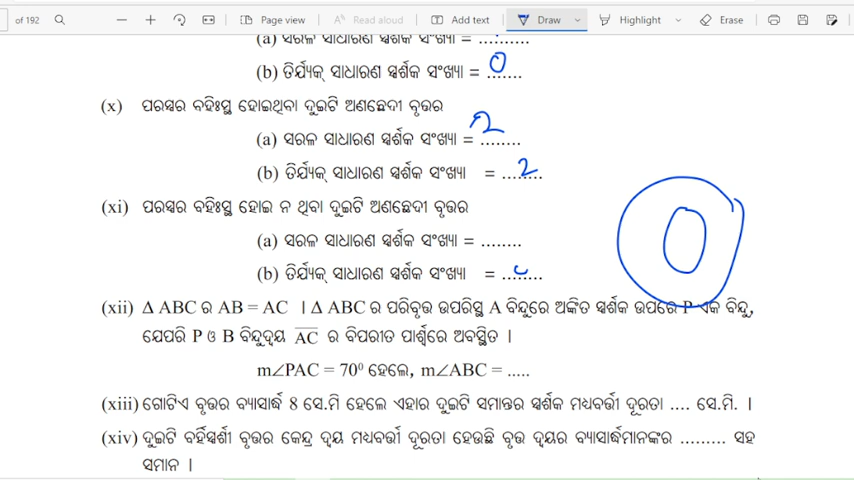 of 192 Page view Read aloud Add text Draw Highlight Erase
(a) ସରଳ ସାଧାରଣ ସ୍ପର୍ଶକ ସଂଖ୍ୟା = ..........
(b) ତିର୍ଯ୍ୟକ୍ ସାଧାରଣ ସ୍ପର୍ଶକ ସଂଖ୍ୟା = ....... 0
(x) ପରସ୍ପର ବହିଃସ୍ଥ ହୋଇଥିବା ଦୁଇଟି ଅଣଛେଦୀ ବୃତ୍ତର
(a) ସରଳ ସାଧାରଣ ସ୍ପର୍ଶକ ସଂଖ୍ୟା = ........ 2
(b) ତିର୍ଯ୍ୟକ୍ ସାଧାରଣ ସ୍ପର୍ଶକ ସଂଖ୍ୟା = ........ 2
(xi) ପରସ୍ପର ବହିଃସ୍ଥ ହୋଇ ନ ଥିବା ଦୁଇଟି ଅଣଛେଦୀ ବୃତ୍ତର
(a) ସରଳ ସାଧାରଣ ସ୍ପର୍ଶକ ସଂଖ୍ୟା = ........
(b) ତିର୍ଯ୍ୟକ୍ ସାଧାରଣ ସ୍ପର୍ଶକ ସଂଖ୍ୟା = ........
(xii) Δ ABC ର AB = AC । Δ ABC ର ପରିବୃତ୍ତ ଉପରିସ୍ଥ A ବିନ୍ଦୁରେ ଅଙ୍କିତ ସ୍ପର୍ଶକ ଉପରେ P ଏକ ବିନ୍ଦୁ,
ଯେପରି P ଓ B ବିନ୍ଦୁଦ୍ୱୟ AC ର ବିପରୀତ ପାର୍ଶ୍ୱରେ ଅବସ୍ଥିତ ।
m∠PAC = 70⁰ ହେଲେ, m∠ABC = .....
(xiii) ଗୋଟିଏ ବୃତ୍ତର ବ୍ୟାସାର୍ଦ୍ଧ 8 ସେ.ମି ହେଲେ ଏହାର ଦୁଇଟି ସମାନ୍ତର ସ୍ପର୍ଶକ ମଧ୍ୟବର୍ତ୍ତୀ ଦୂରତା .... ସେ.ମି. ।
(xiv) ଦୁଇଟି ବହିଃସ୍ପର୍ଶୀ ବୃତ୍ତର କେନ୍ଦ୍ର ଦ୍ୱୟ ମଧ୍ୟବର୍ତ୍ତୀ ଦୂରତା ହେଉଛି ବୃତ୍ତ ଦ୍ୱୟର ବ୍ୟାସାର୍ଦ୍ଧମାନଙ୍କର ......... ସହ
ସମାନ ।